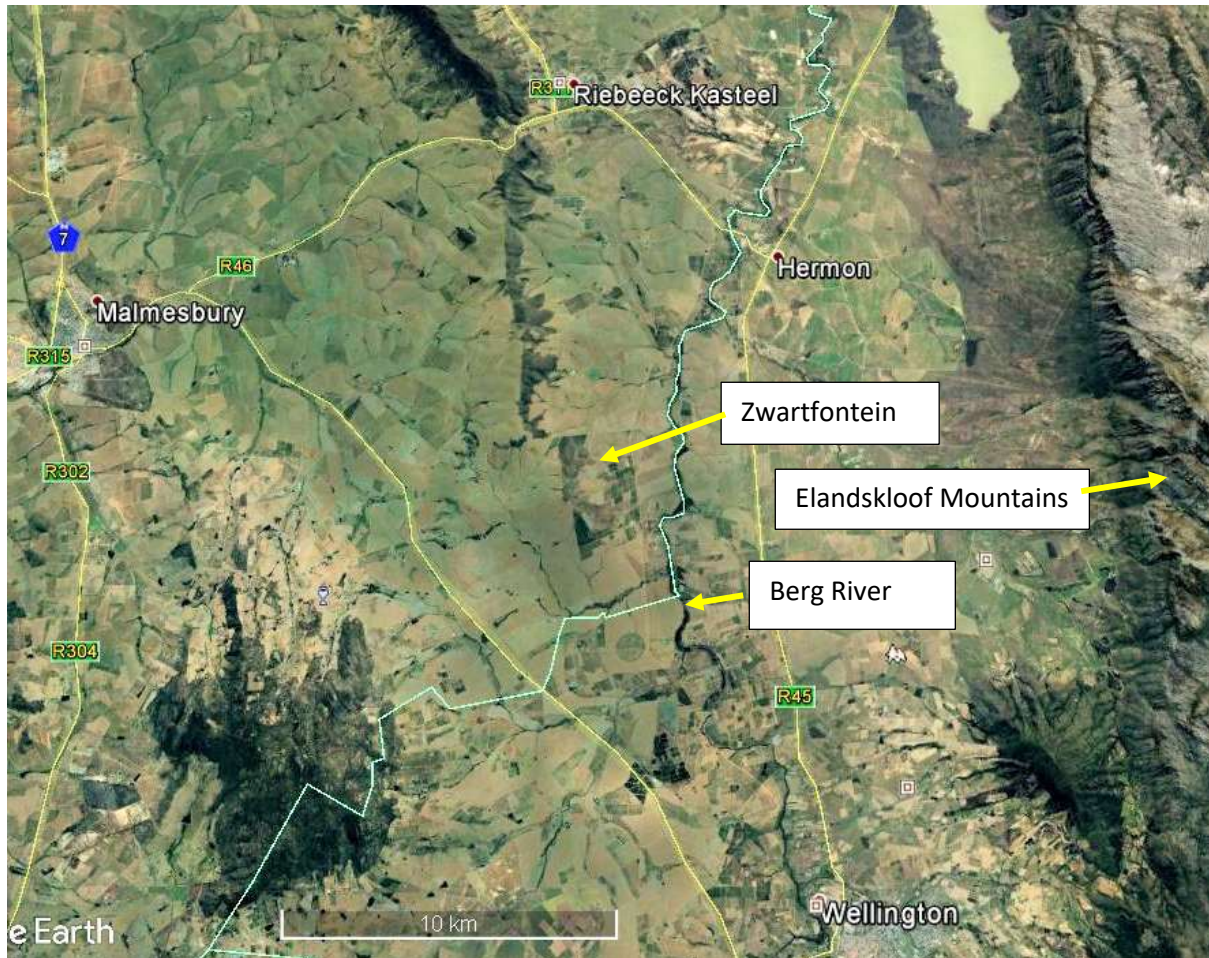 R311
Riebeeck Kasteel
7
R46
Hermon
Malmesbury
R315
Zwartfontein
R302
Elandskloof Mountains
Berg River
R304
R45
Wellington
10 km
e Earth